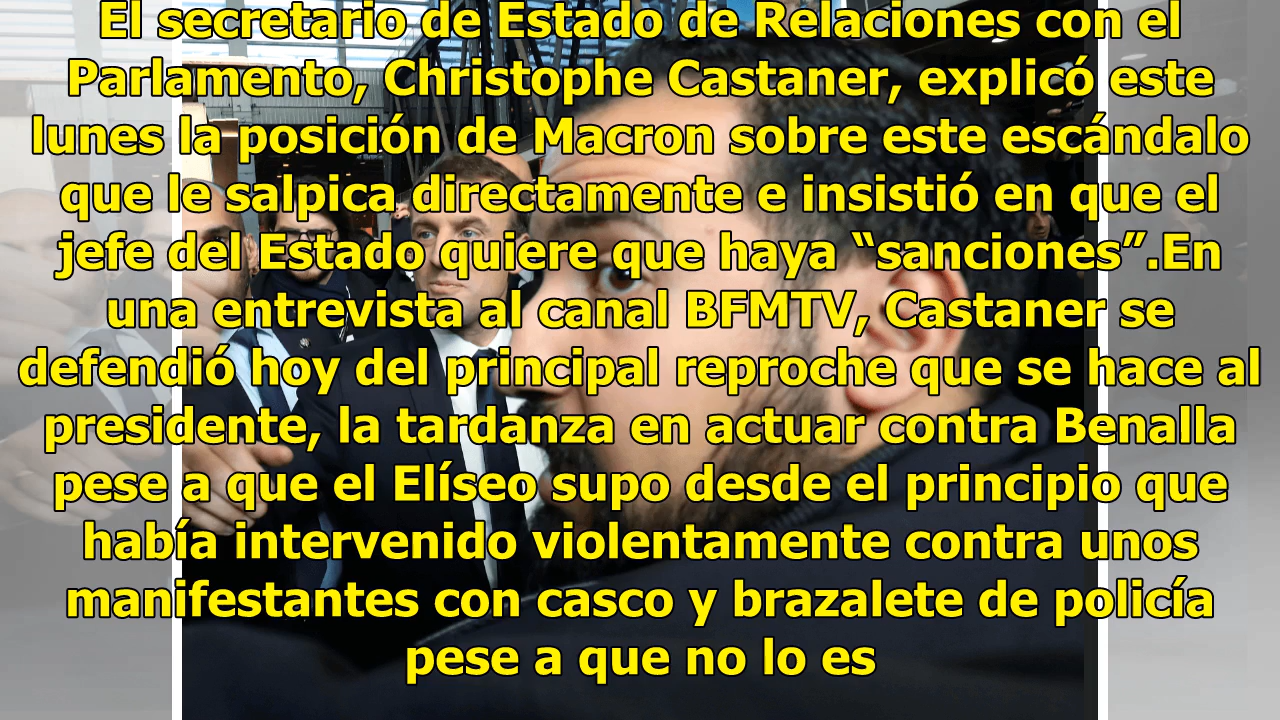 El secretario de Estado de Relaciones con el
Parlamento, Christophe Castaner, explicó este
lunes la posición de Macron sobre este escándalo
que le salpica directamente e insistió en que el
jefe del Estado quiere que haya “sanciones”.En
una entrevista al canal BFMTV, Castaner se
defendió hoy del principal reproche que se hace al
presidente, la tardanza en actuar contra Benalla
pese a que el Elíseo supo desde el principio que
había intervenido violentamente contra unos
manifestantes con casco y brazalete de policía
pese a que no lo es